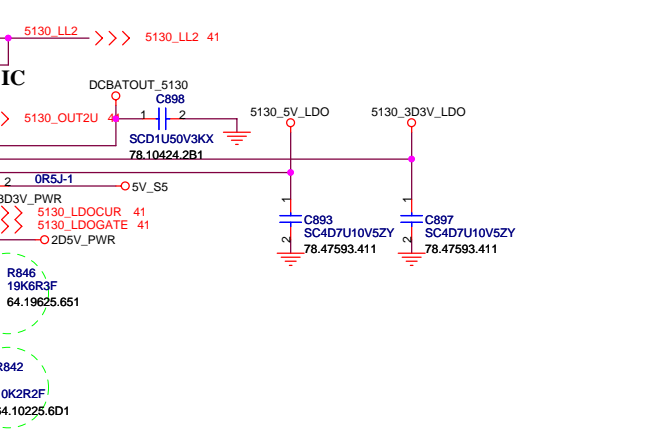 5130_LL2
5130_LL2 41
IC
DCBATOUT_5130
C898
5130_OUT2U
1
2
SCD1U50V3KX
78.10424.2B1
5130_5V_LDO
5130_3D3V_LDO
2
0R5J-1
5V_S5
3D3V_PWR
5130_LDOCUR 41
5130_LDOGATE 41
2D5V_PWR
1
C893
SC4D7U10V5ZY
2
78.47593.411
1
C897
SC4D7U10V5ZY
2
78.47593.411
R846
19K6R3F
64.19625.651
R842
0K2R2F
64.10225.6D1